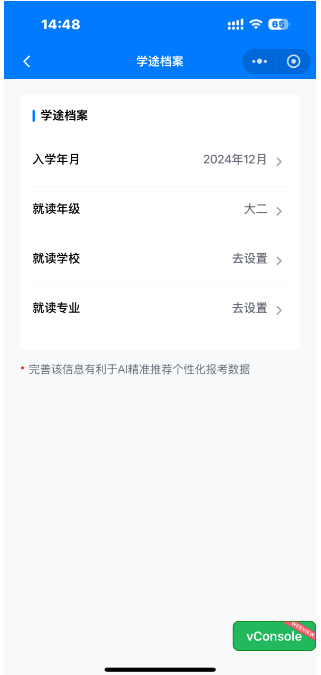 14:48
65
学途档案
学途档案
入学年月 2024年12月
就读年级 大二
就读学校 去设置
就读专业 去设置
* 完善该信息有利于AI精准推荐个性化报考数据
WEBVIEW
vConsole